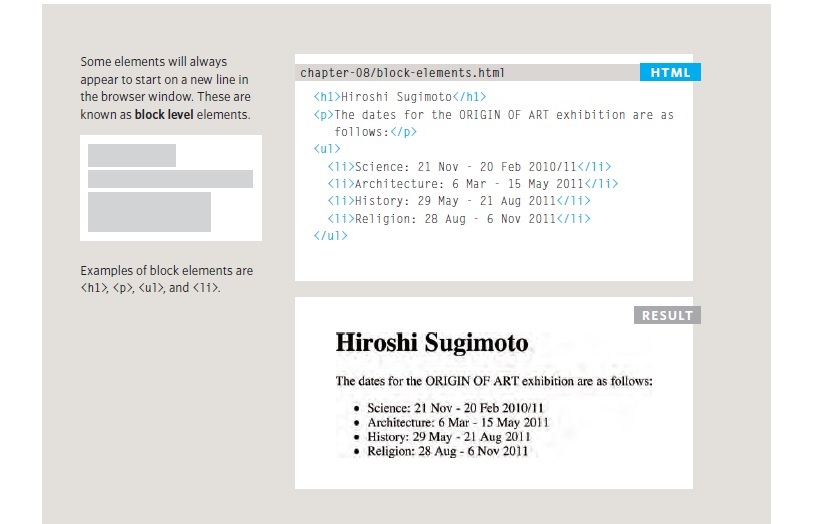 Some elements will always
appear to start on a new line in
the browser window. These are
known as block level elements.
Examples of block elements are
<h1>, <p>, <ul>, and <li>.
chapter-08/block-elements.html
HTML
<h1>Hiroshi Sugimoto</h1>
<p>The dates for the ORIGIN OF ART exhibition are as
follows:</p>
<ul>
<li>Science: 21 Nov - 20 Feb 2010/11</li>
<li>Architecture: 6 Mar - 15 May 2011</li>
<li>History: 29 May - 21 Aug 2011</li>
<li>Religion: 28 Aug - 6 Nov 2011</li>
</ul>
RESULT
Hiroshi Sugimoto
The dates for the ORIGIN OF ART exhibition are as follows:
• Science: 21 Nov - 20 Feb 2010/11
• Architecture: 6 Mar - 15 May 2011
• History: 29 May - 21 Aug 2011
• Religion: 28 Aug - 6 Nov 2011